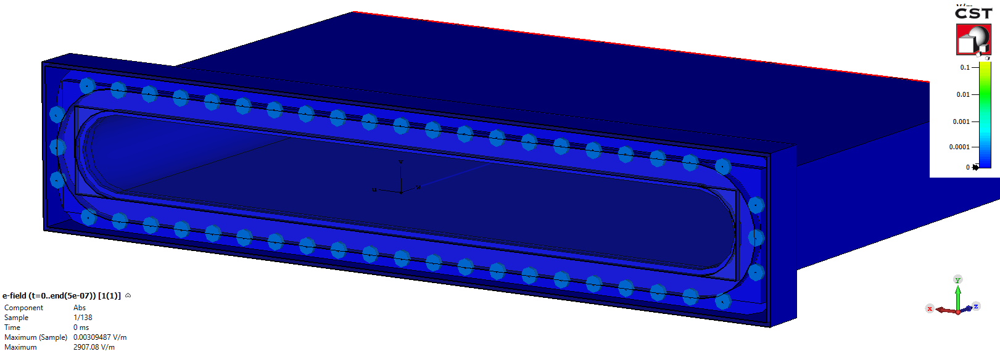 CST
0.1
0.01
0.001
0.0001
0
v
u
w
y
x
z
e-field (t=0..end(5e-07)) [1(1)]
Component Abs
Sample 1/138
Time 0 ms
Maximum (Sample) 0.00309487 V/m
Maximum 2907.08 V/m